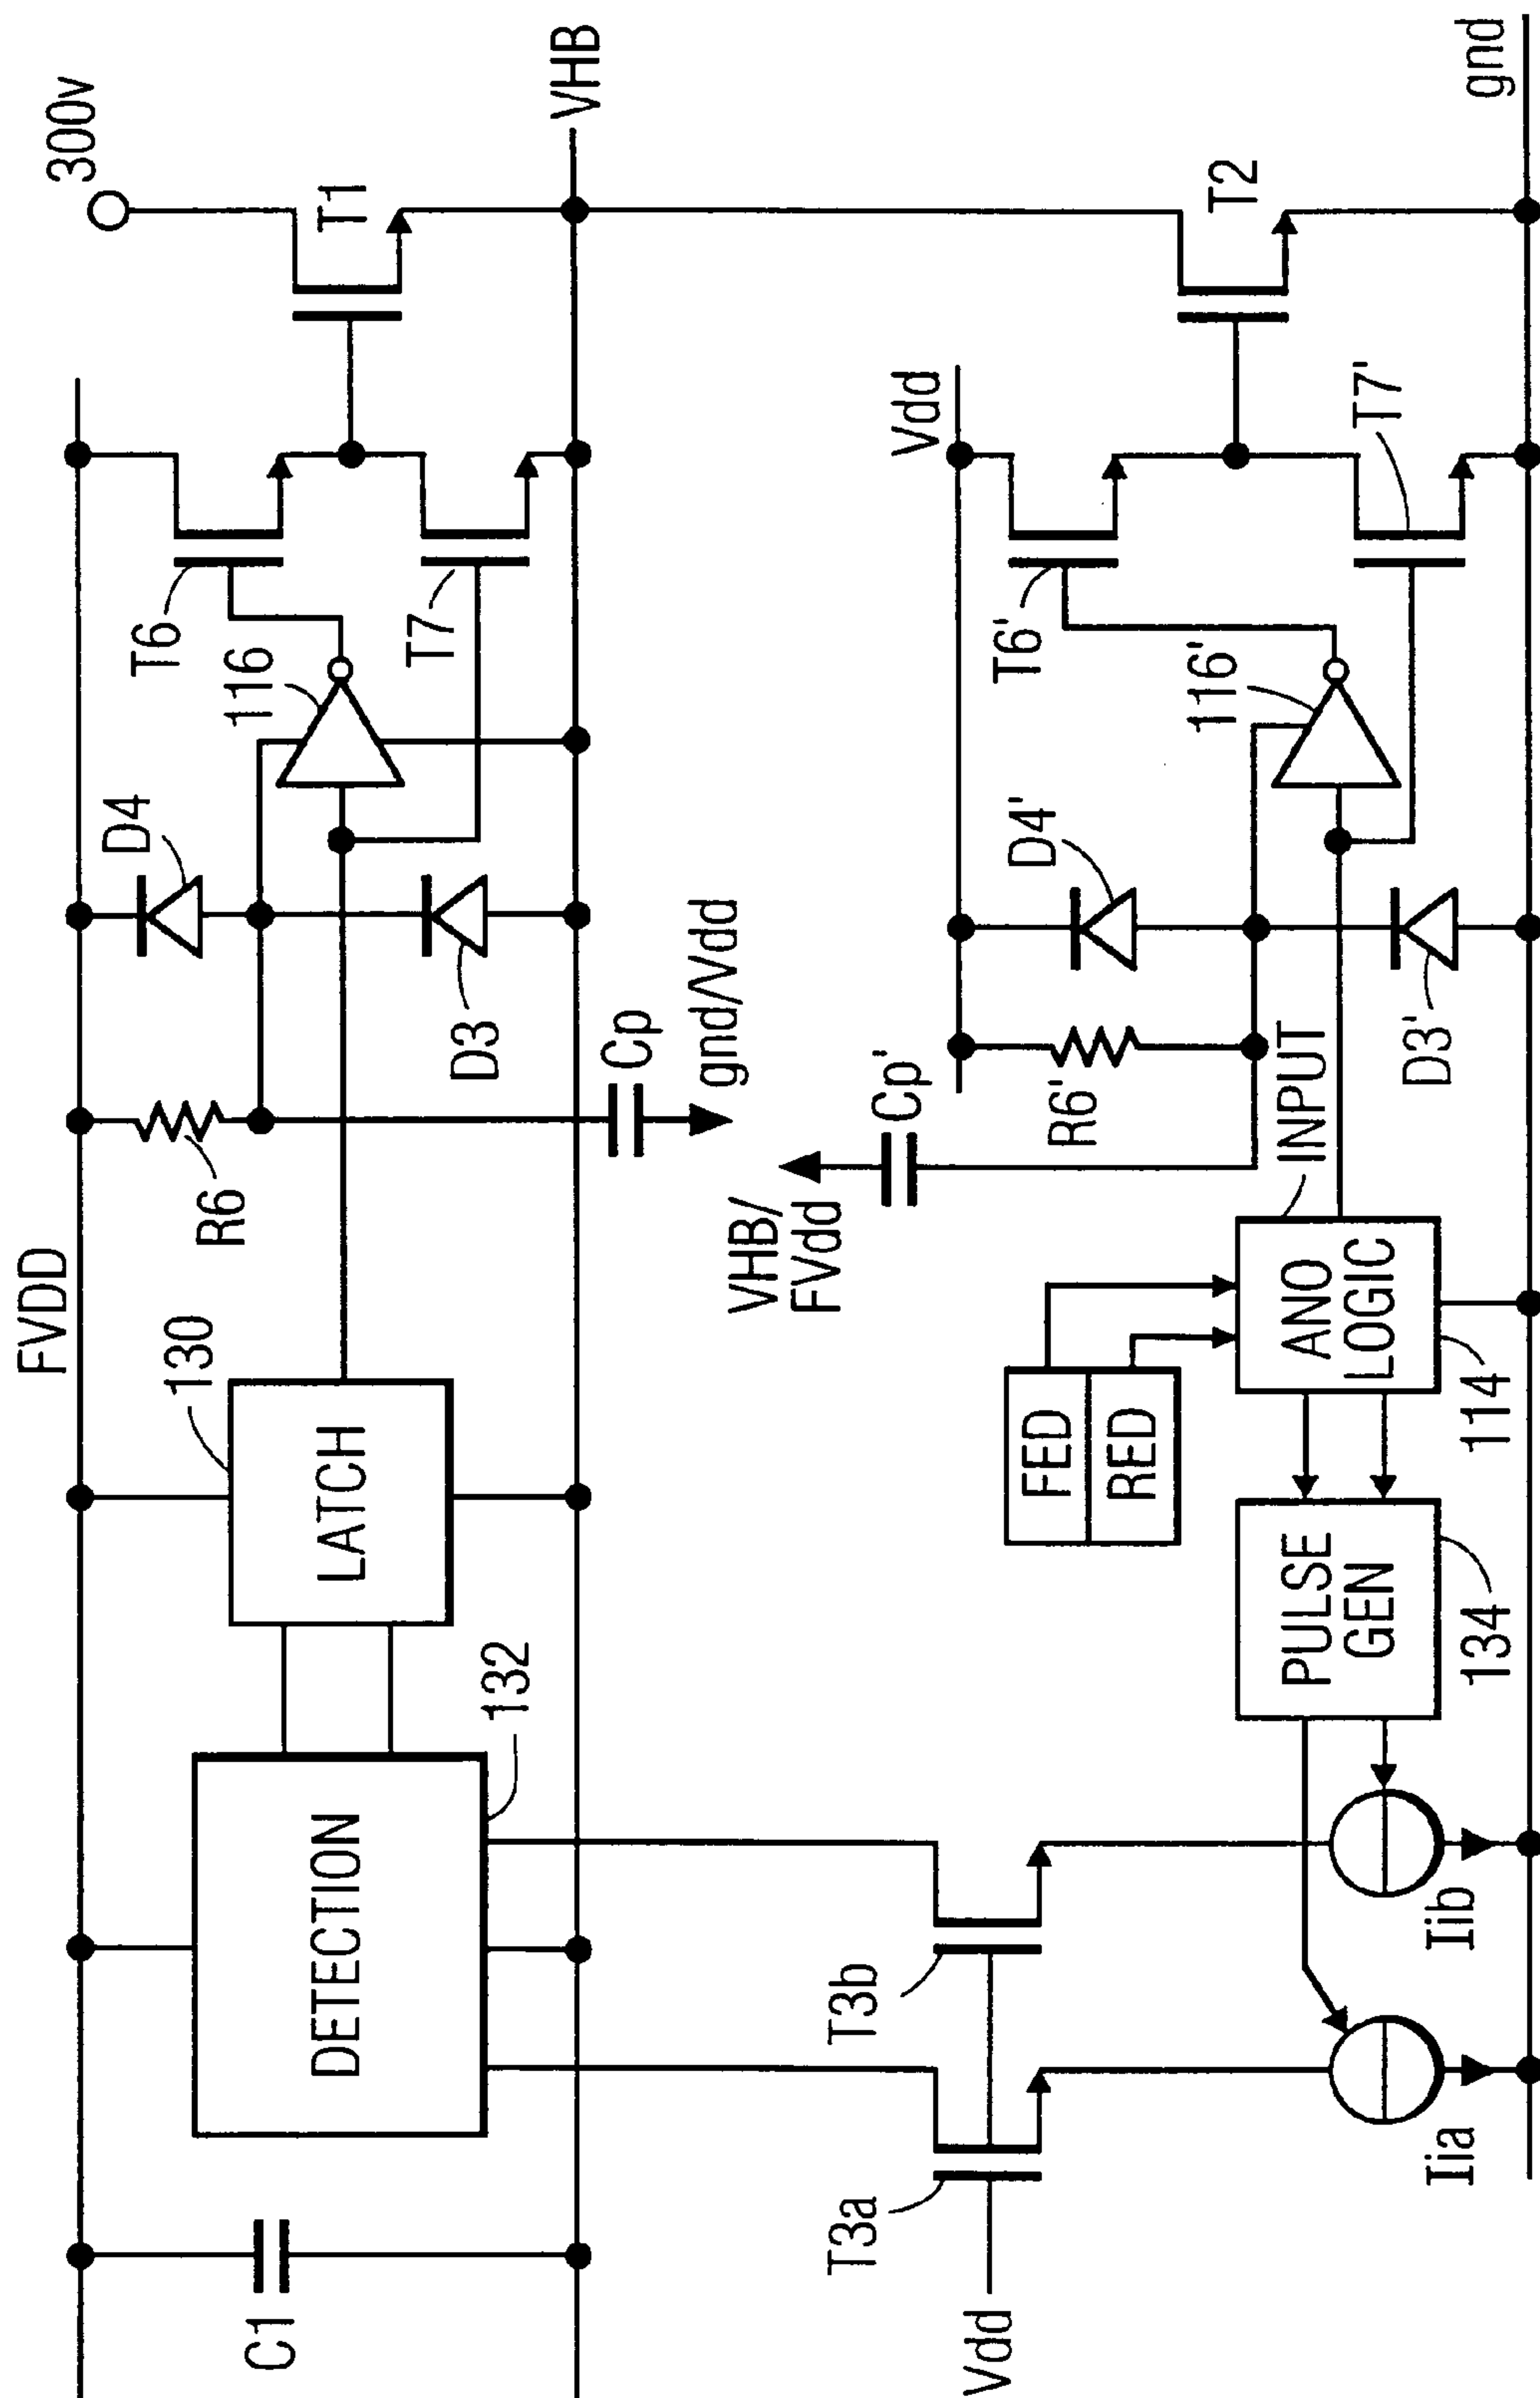 FVDD
300v
VHB
C1
DETECTION
132
LATCH
130
R6
D4
D3
116
T6
T7
T1
Cp
gnd/Vdd
Vdd
T3a
T3b
VHB/
FVdd
Cp'
R6'
D4'
D3'
116'
T6'
T7'
Vdd
T2
FED
RED
INPUT
ANO
LOGIC
114
PULSE
GEN
134
Iia
Iib
gnd